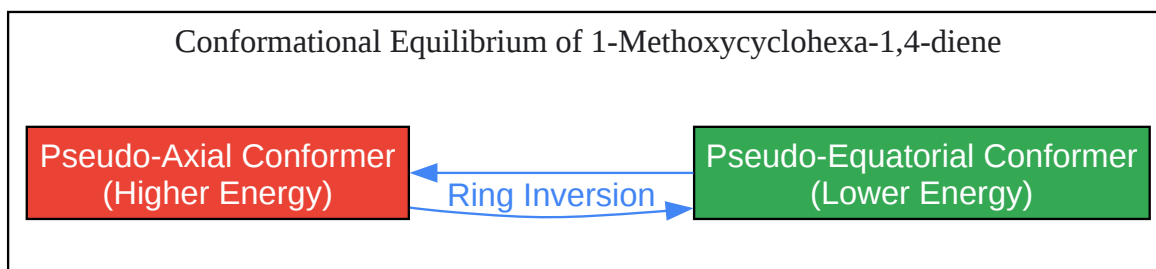 Conformational Equilibrium of 1-Methoxycyclohexa-1,4-diene
Pseudo-Axial Conformer
(Higher Energy)
Ring Inversion
Pseudo-Equatorial Conformer
(Lower Energy)